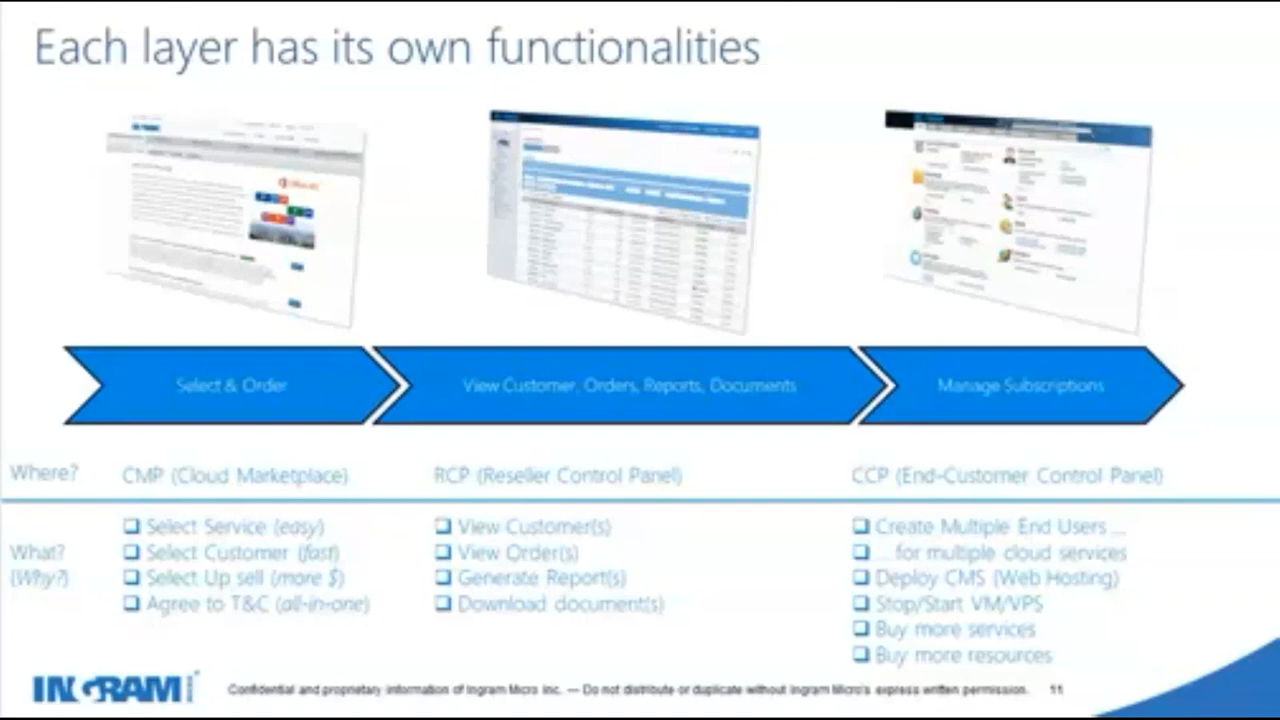 Each layer has its own functionalities
Select & Order
View Customer, Orders, Reports, Documents
Manage Subscriptions
Where?
CMP (Cloud Marketplace)
RCP (Reseller Control Panel)
CCP (End-Customer Control Panel)
What?
(Why?)
Select Service (easy)
Select Customer (fast)
Select Up sell (more $)
Agree to T&C (all-in-one)
View Customer(s)
View Order(s)
Generate Report(s)
Download document(s)
Create Multiple End Users ...
... for multiple cloud services
Deploy CMS (Web Hosting)
Stop/Start VM/VPS
Buy more services
Buy more resources
INGRAM
Confidential and proprietary information of Ingram Micro Inc. — Do not distribute or duplicate without Ingram Micro's express written permission.
11